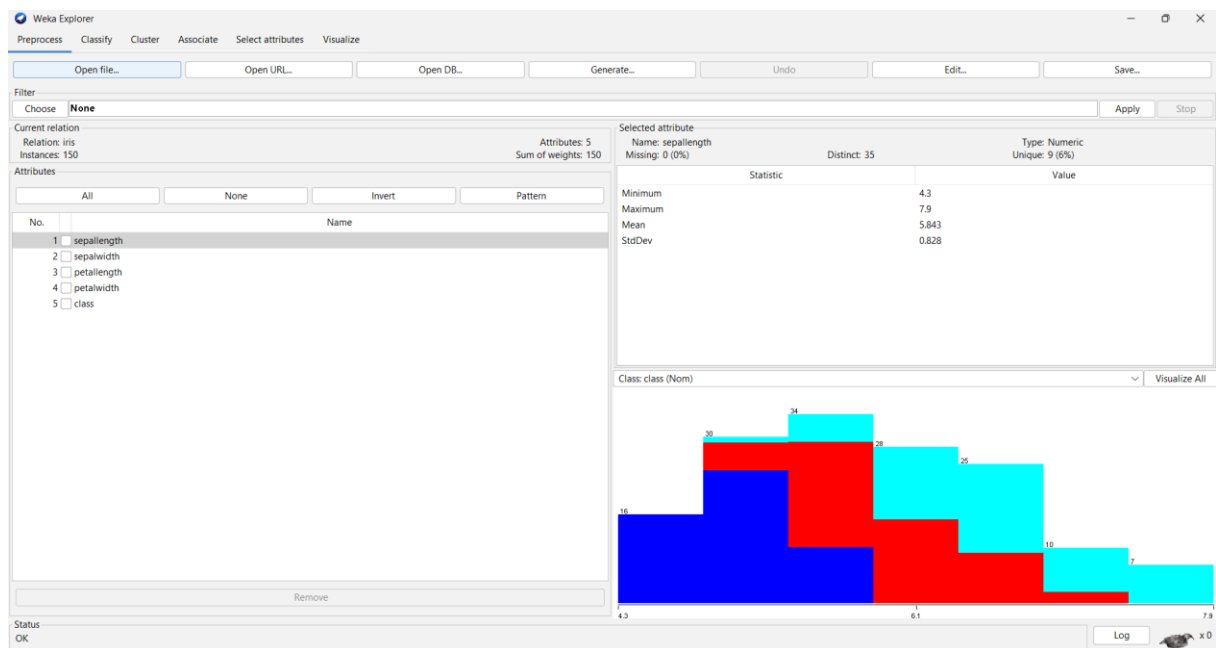 Weka Explorer
Preprocess Classify Cluster Associate Select attributes Visualize
Open file... Open URL... Open DB... Generate... Undo Edit... Save...
Filter
Choose None Apply Stop
Current relation
Relation: iris Attributes: 5
Instances: 150 Sum of weights: 150
Attributes
All None Invert Pattern
No. Name
1 sepallength
2 sepalwidth
3 petallength
4 petalwidth
5 class
Remove
Selected attribute
Name: sepallength Type: Numeric
Missing: 0 (0%) Distinct: 35 Unique: 9 (6%)
Statistic Value
Minimum 4.3
Maximum 7.9
Mean 5.843
StdDev 0.828
Class: class (Nom) Visualize All
16 30 34 28 25 10 7
4.3 6.1 7.9
Status
OK Log x 0